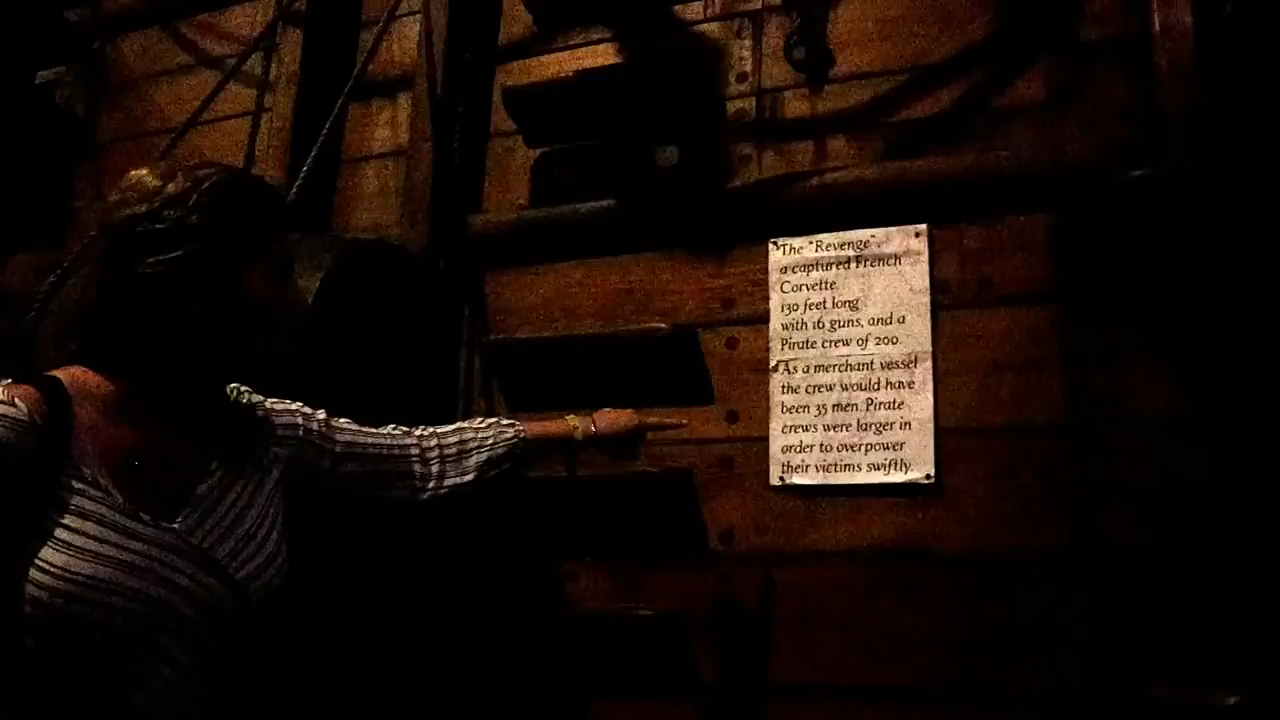 The "Revenge".
a captured French
Corvette.
130 feet long
with 16 guns, and a
Pirate crew of 200.
As a merchant vessel
the crew would have
been 35 men. Pirate
crews were larger in
order to overpower
their victims swiftly.